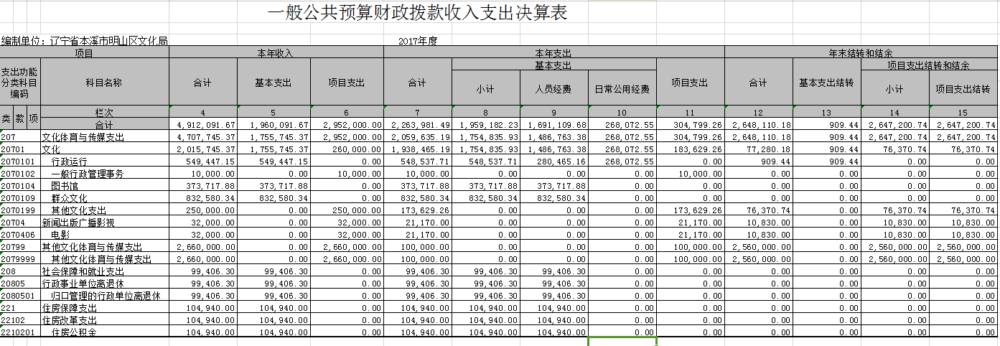 一般公共预算财政拨款收入支出决算表
编制单位：辽宁省本溪市明山区文化局 2017年度
项目 本年收入 本年支出 年末结转和结余
支出功能分类科目编码 科目名称 合计 基本支出 项目支出 合计 基本支出 项目支出 合计 基本支出结转 项目支出结转和结余
小计 人员经费 日常公用经费 小计 项目支出结转
类 款 项 栏次 4 5 6 7 8 9 10 11 12 13 14 15
合计 4,912,091.67 1,960,091.67 2,952,000.00 2,263,981.49 1,959,182.23 1,691,109.68 268,072.55 304,799.26 2,648,110.18 909.44 2,647,200.74 2,647,200.74
207 文化体育与传媒支出 4,707,745.37 1,755,745.37 2,952,000.00 2,059,635.19 1,754,835.93 1,486,763.38 268,072.55 304,799.26 2,648,110.18 909.44 2,647,200.74 2,647,200.74
20701 文化 2,015,745.37 1,755,745.37 260,000.00 1,938,465.19 1,754,835.93 1,486,763.38 268,072.55 183,629.26 77,280.18 909.44 76,370.74 76,370.74
2070101 行政运行 549,447.15 549,447.15 0.00 548,537.71 548,537.71 280,465.16 268,072.55 0.00 909.44 909.44 0.00 0.00
2070102 一般行政管理事务 10,000.00 0.00 10,000.00 10,000.00 0.00 0.00 0.00 10,000.00 0.00 0.00 0.00 0.00
2070104 图书馆 373,717.88 373,717.88 0.00 373,717.88 373,717.88 373,717.88 0.00 0.00 0.00 0.00 0.00 0.00
2070109 群众文化 832,580.34 832,580.34 0.00 832,580.34 832,580.34 832,580.34 0.00 0.00 0.00 0.00 0.00 0.00
2070199 其他文化支出 250,000.00 0.00 250,000.00 173,629.26 0.00 0.00 0.00 173,629.26 76,370.74 0.00 76,370.74 76,370.74
20704 新闻出版广播影视 32,000.00 0.00 32,000.00 21,170.00 0.00 0.00 0.00 21,170.00 10,830.00 0.00 10,830.00 10,830.00
2070406 电影 32,000.00 0.00 32,000.00 21,170.00 0.00 0.00 0.00 21,170.00 10,830.00 0.00 10,830.00 10,830.00
20799 其他文化体育与传媒支出 2,660,000.00 0.00 2,660,000.00 100,000.00 0.00 0.00 0.00 100,000.00 2,560,000.00 0.00 2,560,000.00 2,560,000.00
2079999 其他文化体育与传媒支出 2,660,000.00 0.00 2,660,000.00 100,000.00 0.00 0.00 0.00 100,000.00 2,560,000.00 0.00 2,560,000.00 2,560,000.00
208 社会保障和就业支出 99,406.30 99,406.30 0.00 99,406.30 99,406.30 99,406.30 0.00 0.00 0.00 0.00 0.00 0.00
20805 行政事业单位离退休 99,406.30 99,406.30 0.00 99,406.30 99,406.30 99,406.30 0.00 0.00 0.00 0.00 0.00 0.00
2080501 归口管理的行政单位离退休 99,406.30 99,406.30 0.00 99,406.30 99,406.30 99,406.30 0.00 0.00 0.00 0.00 0.00 0.00
221 住房保障支出 104,940.00 104,940.00 0.00 104,940.00 104,940.00 104,940.00 0.00 0.00 0.00 0.00 0.00 0.00
22102 住房改革支出 104,940.00 104,940.00 0.00 104,940.00 104,940.00 104,940.00 0.00 0.00 0.00 0.00 0.00 0.00
2210201 住房公积金 104,940.00 104,940.00 0.00 104,940.00 104,940.00 104,940.00 0.00 0.00 0.00 0.00 0.00 0.00